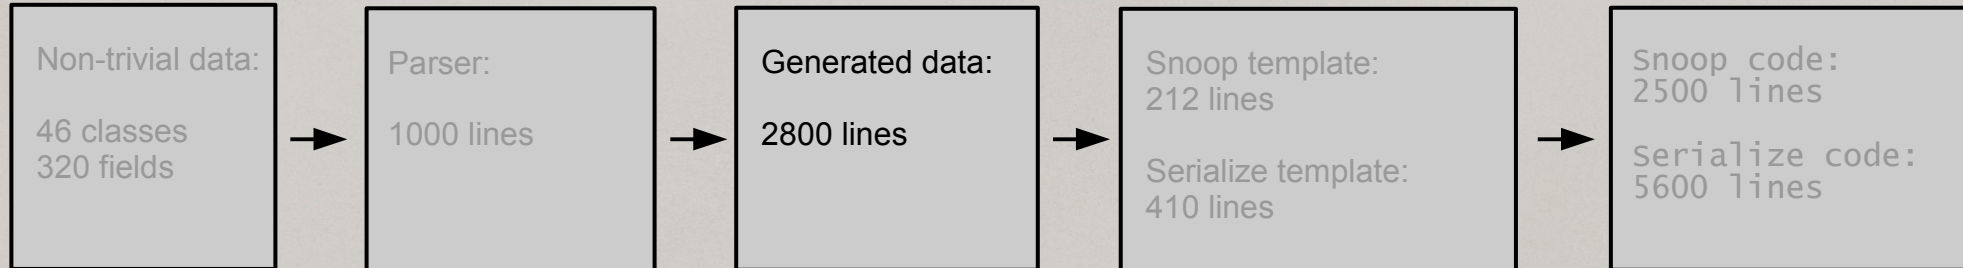 Non-trivial data:
46 classes
320 fields
Parser:
1000 lines
Generated data:
2800 lines
Snoop template:
212 lines
Serialize template:
410 lines
Snoop code:
2500 lines
Serialize code:
5600 lines